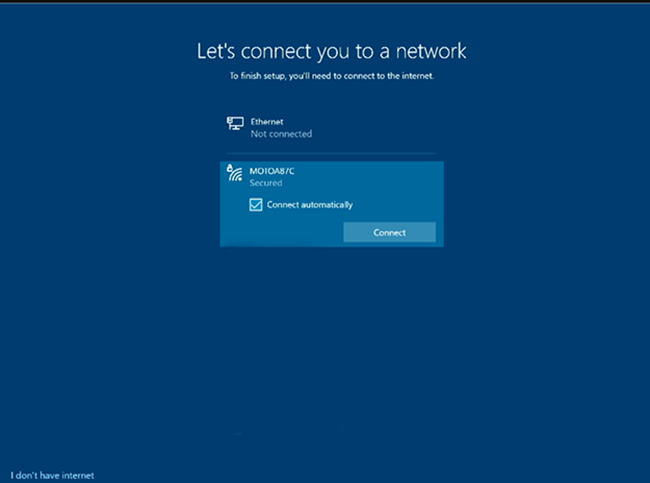 Let's connect you to a network
To finish setup, you'll need to connect to the internet.
Ethernet
Not connected
MOTOA87C
Secured
Connect automatically
Connect
I don't have internet